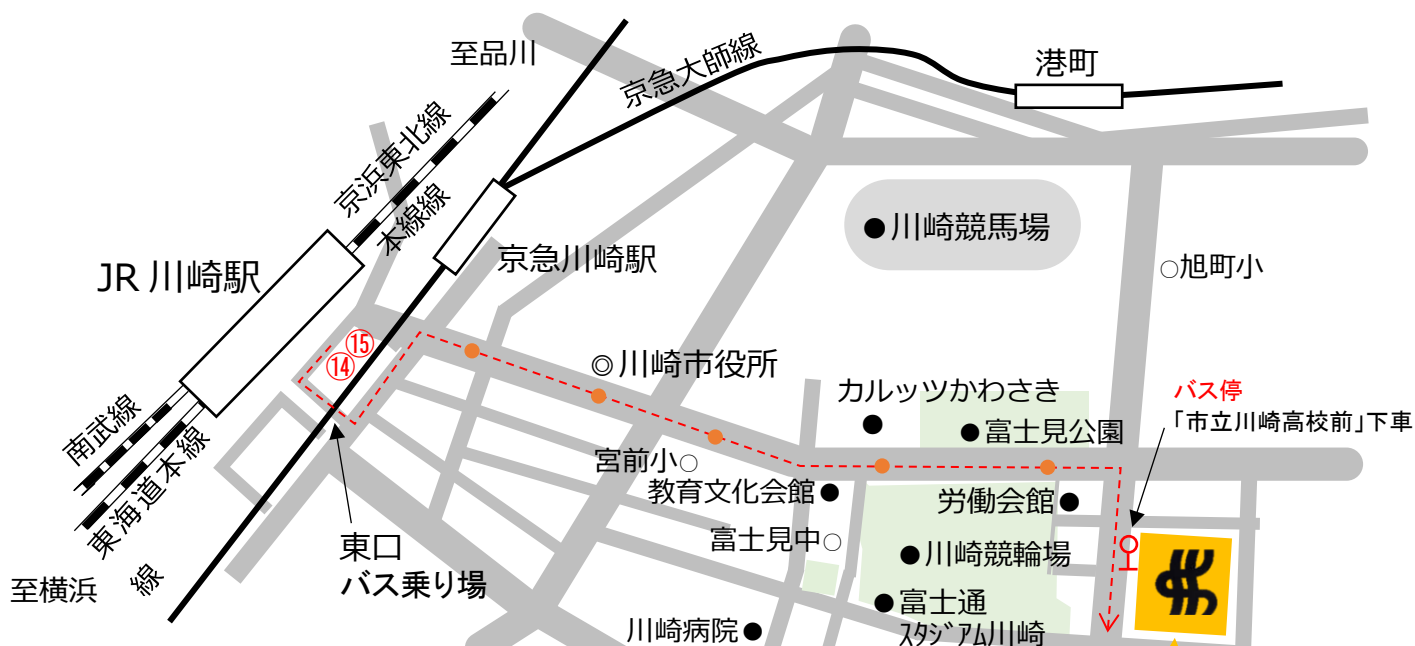 至品川
京急大師線
港町
京浜東北線
本線線
JR 川崎駅
京急川崎駅
●川崎競馬場
○旭町小
⑮
⑭
◎川崎市役所
カルッツかわさき
バス停
「市立川崎高校前」下車
●富士見公園
南武線
東海道本線
宮前小○
教育文化会館●
労働会館●
富士見中○
●川崎競輪場
東口
バス乗り場
至横浜
線
●富士通
スタジアム川崎
川崎病院●